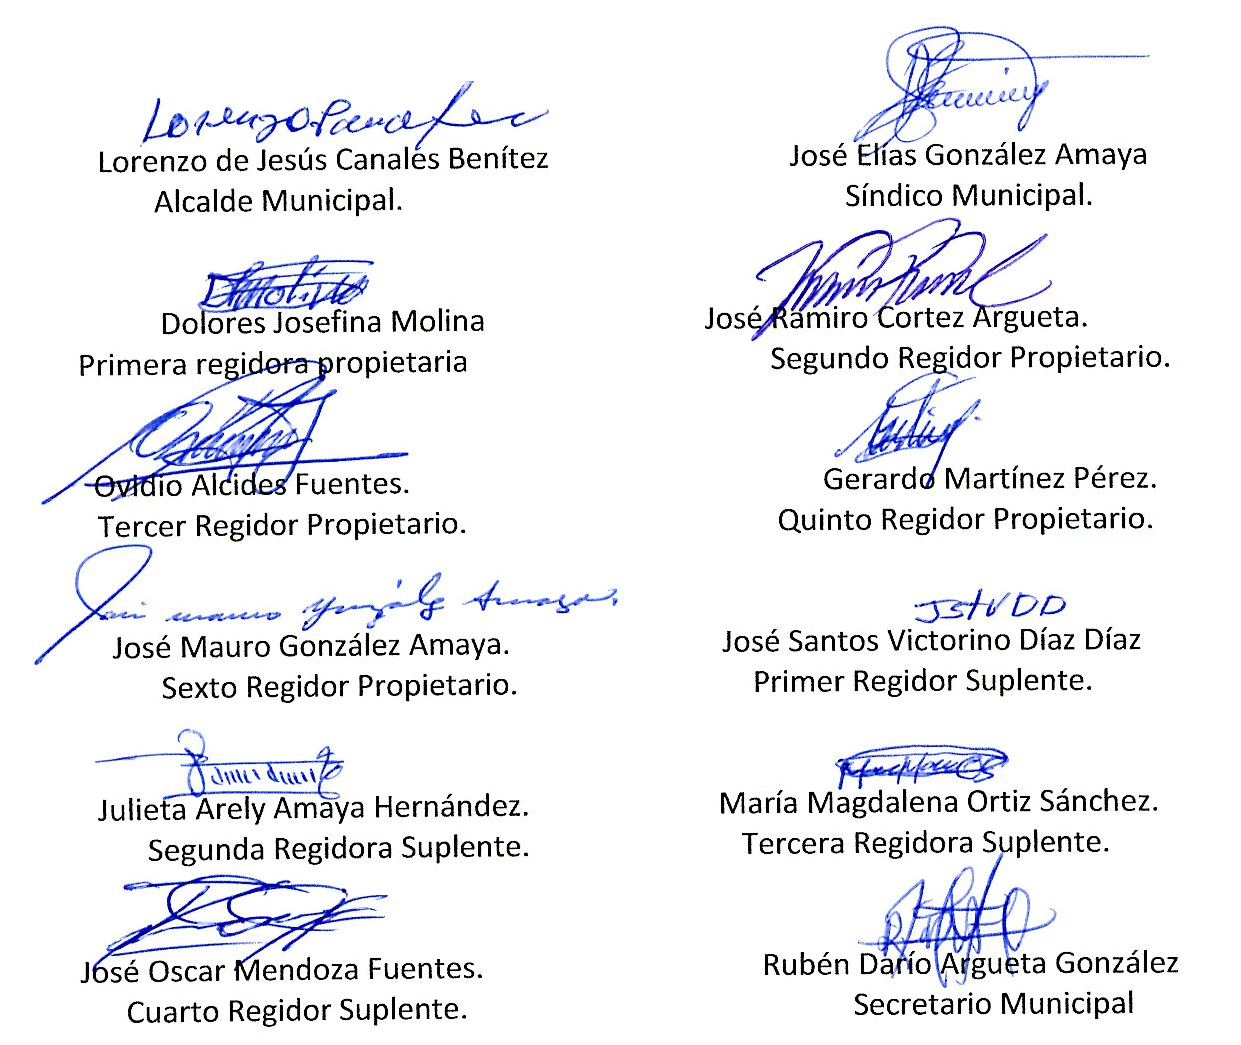 Lorenzo de Jesús Canales Benítez
Alcalde Municipal.
José Elías González Amaya
Síndico Municipal.
Dolores Josefina Molina
Primera regidora propietaria
José Ramiro Cortez Argueta.
Segundo Regidor Propietario.
Ovidio Alcides Fuentes.
Tercer Regidor Propietario.
Gerardo Martínez Pérez.
Quinto Regidor Propietario.
José Mauro González Amaya.
Sexto Regidor Propietario.
JStVDD
José Santos Victorino Díaz Díaz
Primer Regidor Suplente.
Julieta Arely Amaya Hernández.
Segunda Regidora Suplente.
María Magdalena Ortiz Sánchez.
Tercera Regidora Suplente.
José Oscar Mendoza Fuentes.
Cuarto Regidor Suplente.
Rubén Darío Argueta González
Secretario Municipal